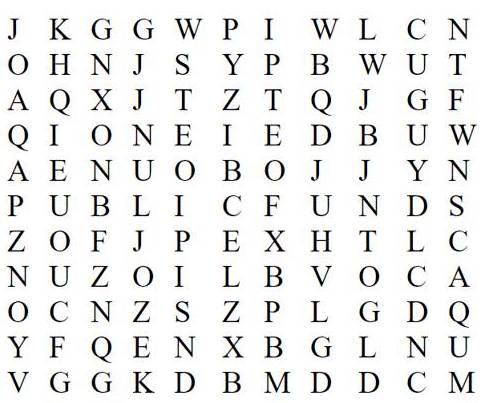 J K G G W P I W L C N
O H N J S Y P B W U T
A Q X J T Z T Q J G F
Q I O N E I E D B U W
A E N U O B O J J Y N
P U B L I C F U N D S
Z O F J P E X H T L C
N U Z O I L B V O C A
O C N Z S Z P L G D Q
Y F Q E N X B G L N U
V G G K D B M D D C M